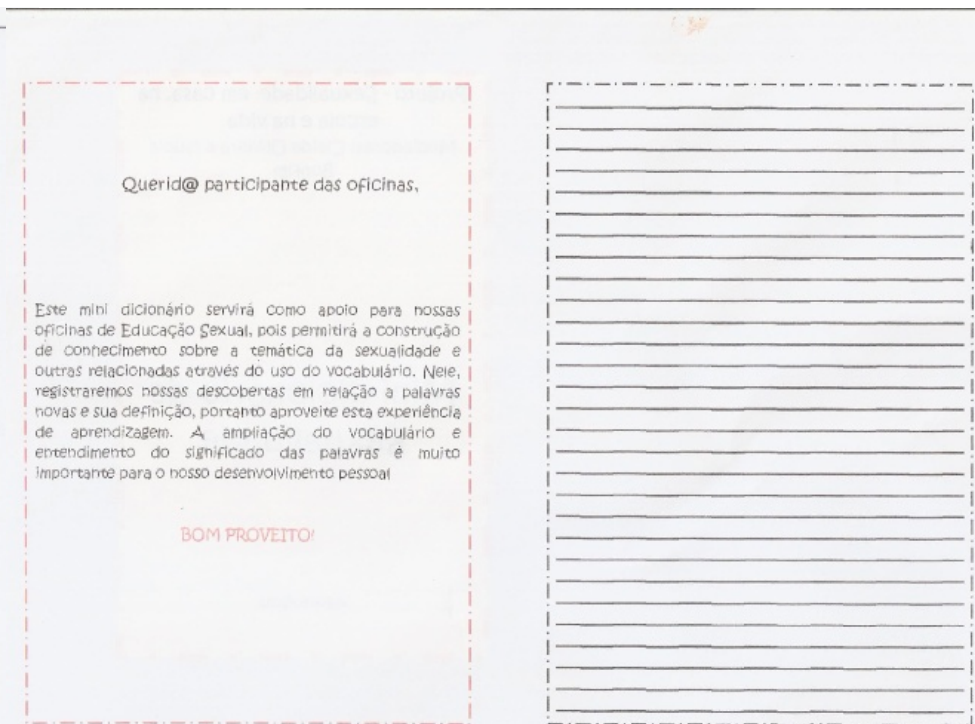 Querid@ participante das oficinas,
Este mini dicionário servirá como apoio para nossas
oficinas de Educação Sexual, pois permitirá a construção
de conhecimento sobre a temática da sexualidade e
outras relacionadas através do uso do vocabulário. Nele,
registraremos nossas descobertas em relação a palavras
novas e sua definição, portanto aproveite esta experiência
de aprendizagem. A ampliação do vocabulário e
entendimento do significado das palavras é muito
importante para o nosso desenvolvimento pessoal
BOM PROVEITO!